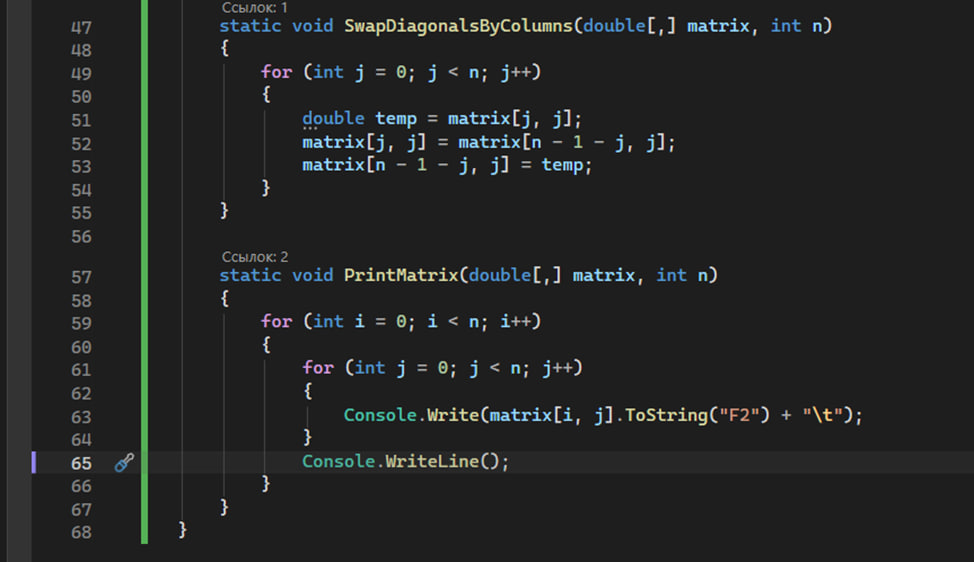 Ссылок: 1
47 static void SwapDiagonalsByColumns(double[,] matrix, int n)
48 {
49 for (int j = 0; j < n; j++)
50 {
51 double temp = matrix[j, j];
52 matrix[j, j] = matrix[n - 1 - j, j];
53 matrix[n - 1 - j, j] = temp;
54 }
55 }
56
Ссылок: 2
57 static void PrintMatrix(double[,] matrix, int n)
58 {
59 for (int i = 0; i < n; i++)
60 {
61 for (int j = 0; j < n; j++)
62 {
63 Console.Write(matrix[i, j].ToString("F2") + "\t");
64 }
65 Console.WriteLine();
66 }
67 }
68 }